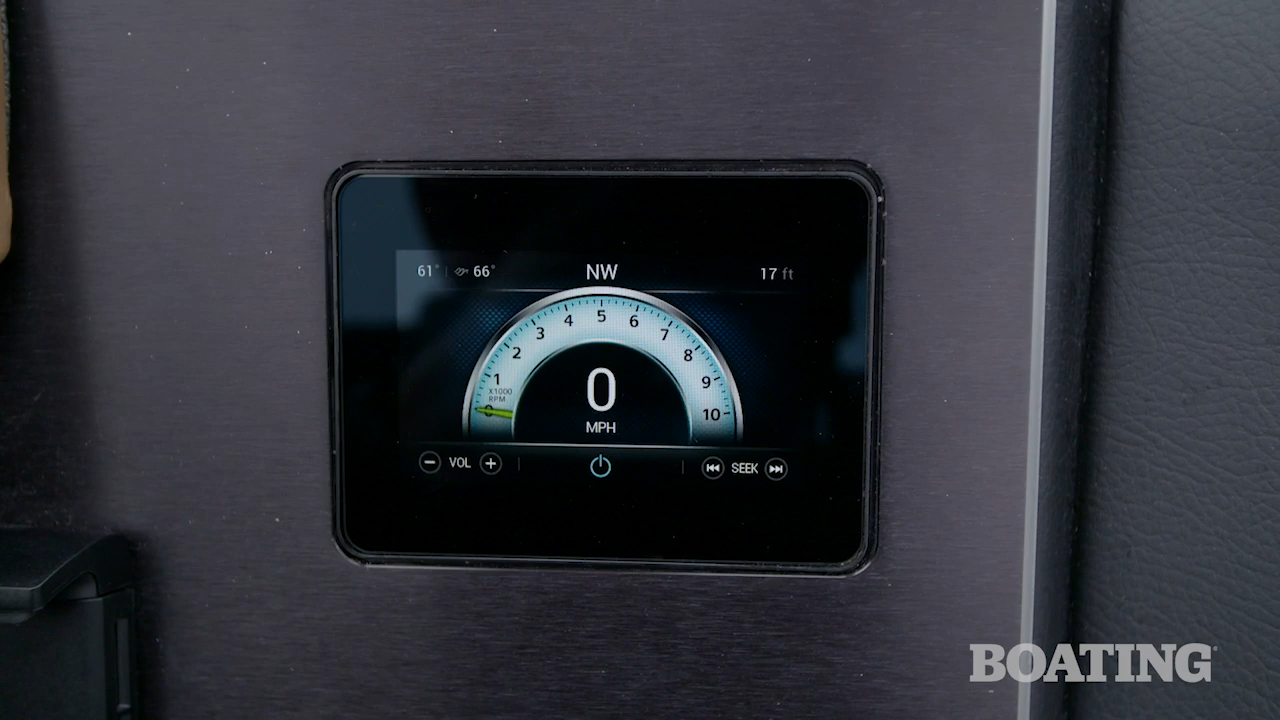 61° 66° NW 17 ft
0 1 2 3 4 5 6 7 8 9 10
X1000
RPM
0
MPH
VOL
SEEK
BOATING